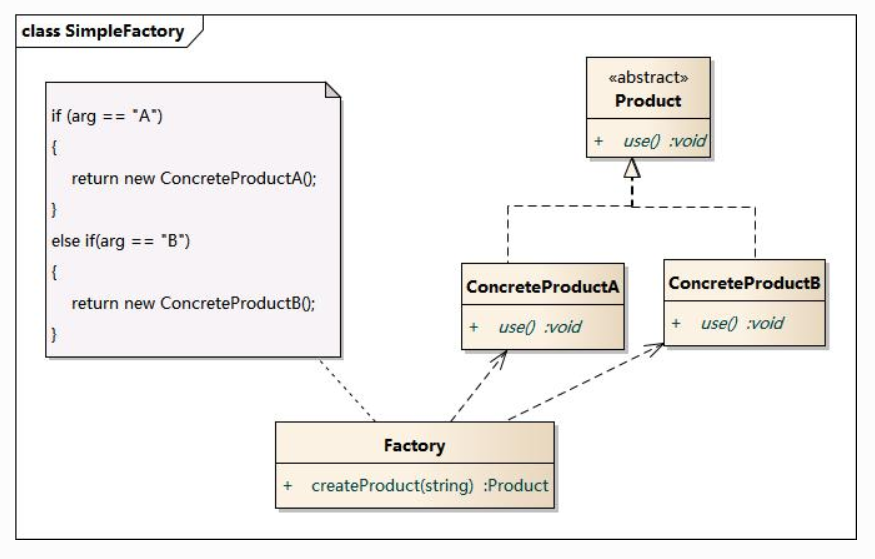 class SimpleFactory
if (arg == "A")
{
return new ConcreteProductA();
}
else if(arg == "B")
{
return new ConcreteProductB();
}
«abstract»
Product
+ use() :void
ConcreteProductA
+ use() :void
ConcreteProductB
+ use() :void
Factory
+ createProduct(string) :Product